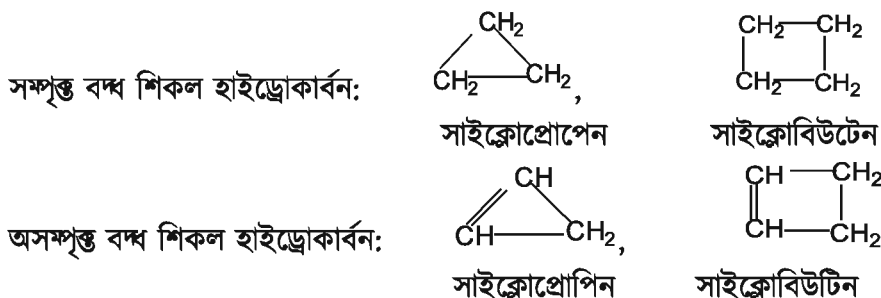 CH₂ CH₂ CH₂
সম্পৃক্ত বদ্ধ শিকল হাইড্রোকার্বন: CH₂ CH₂, CH₂ CH₂
সাইক্লোপ্রোপেন সাইক্লোবিউটেন
CH CH CH₂
অসম্পৃক্ত বদ্ধ শিকল হাইড্রোকার্বন: CH CH₂, CH CH₂
সাইক্লোপ্রোপিন সাইক্লোবিউটিন